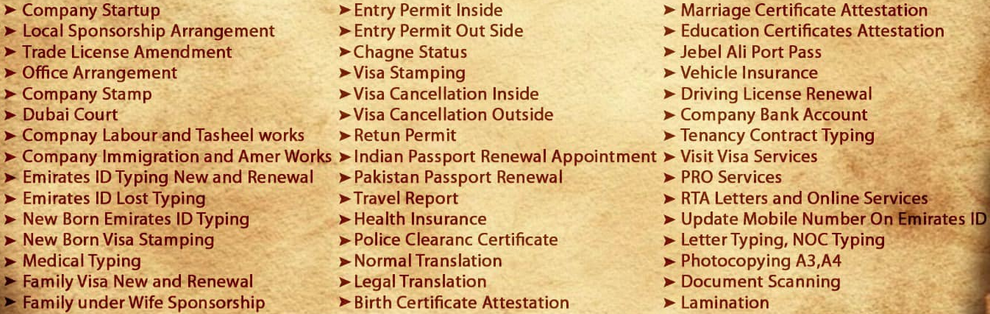 Company Startup
Local Sponsorship Arrangement
Trade License Amendment
Office Arrangement
Company Stamp
Dubai Court
Compnay Labour and Tasheel works
Company Immigration and Amer Works
Emirates ID Typing New and Renewal
Emirates ID Lost Typing
New Born Emirates ID Typing
New Born Visa Stamping
Medical Typing
Family Visa New and Renewal
Family under Wife Sponsorship
Entry Permit Inside
Entry Permit Out Side
Chagne Status
Visa Stamping
Visa Cancellation Inside
Visa Cancellation Outside
Retun Permit
Indian Passport Renewal Appointment
Pakistan Passport Renewal
Travel Report
Health Insurance
Police Clearanc Certificate
Normal Translation
Legal Translation
Birth Certificate Attestation
Marriage Certificate Attestation
Education Certificates Attestation
Jebel Ali Port Pass
Vehicle Insurance
Driving License Renewal
Company Bank Account
Tenancy Contract Typing
Visit Visa Services
PRO Services
RTA Letters and Online Services
Update Mobile Number On Emirates ID
Letter Typing, NOC Typing
Photocopying A3,A4
Document Scanning
Lamination